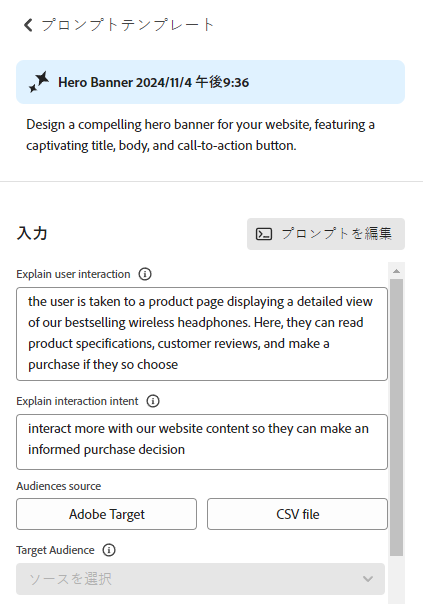 プロンプトテンプレート
Hero Banner 2024/11/4 午後9:36
Design a compelling hero banner for your website, featuring a
captivating title, body, and call-to-action button.
入力
プロンプトを編集
Explain user interaction
the user is taken to a product page displaying a detailed view
of our bestselling wireless headphones. Here, they can read
product specifications, customer reviews, and make a
purchase if they so choose
Explain interaction intent
interact more with our website content so they can make an
informed purchase decision
Audiences source
Adobe Target
CSV file
Target Audience
ソースを選択